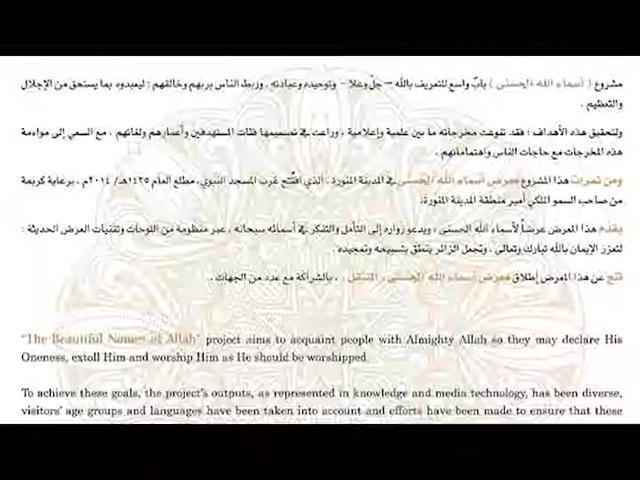 مشروع ( أسماء الله الحسنى ) بابٌ واسع للتعريف بالله – جلّ وعلا – وتوحيده وعبادته ، وربط الناس بربهم وخالقهم ؛ ليعبدوه بما يستحق من الإجلال
والتعظيم .
ولتحقيق هذه الأهداف ؛ فقد تنوعت مخرجاته ما بين علمية وإعلامية ، وراعت في تصميمها فئات المستهدفين وأعمارهم ولغاتهم ، مع السعي إلى مواءمة
هذه المخرجات مع حاجات الناس واهتماماتهم .
ومن ثمرات هذا المشروع معرض أسماء الله الحسنى في المدينة المنورة ، الذي افتُتح غرب المسجد النبوي، مطلع العام ١٤٣٥هـ/ ٢٠١٤م ، برعاية كريمة
من صاحب السمو الملكي أمير منطقة المدينة المنورة.
يقدم هذا المعرض عرضاً لأسماء الله الحسنى ، ويدعو زواره إلى التأمل والتفكر في أسمائه سبحانه ، عبر منظومة من اللوحات وتقنيات العرض الحديثة ؛
لتعزز الإيمان بالله تبارك وتعالى ، وتجعل الزائر ينطق بتسبيحه وتمجيده .
نتج عن هذا المعرض إطلاق معرض أسماء الله الحسنى ( المتنقل ) ، بالشراكة مع عدد من الجهات .
"The Beautiful Names of Allah" project aims to acquaint people with Almighty Allah so they may declare His
Oneness, extoll Him and worship Him as He should be worshipped.
To achieve these goals, the project's outputs, as represented in knowledge and media technology, has been diverse,
visitors' age groups and languages have been taken into account and efforts have been made to ensure that these